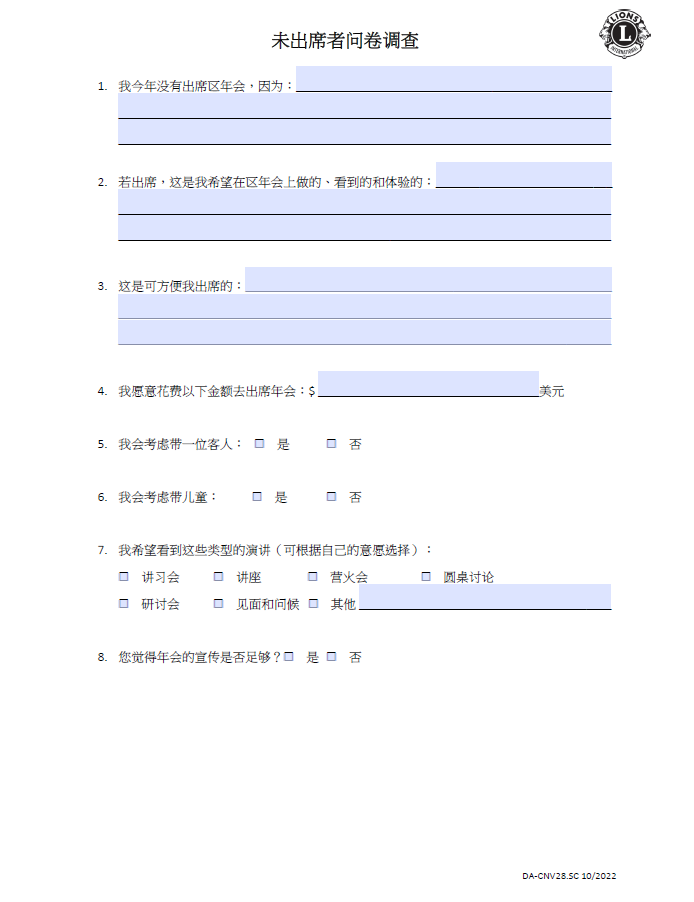 未出席者问卷调查
LIONS
L
INTERNATIONAL
1. 我今年没有出席区年会，因为：
2. 若出席，这是我希望在区年会上做的、看到的和体验的：
3. 这是可方便我出席的：
4. 我愿意花费以下金额去出席年会：$ 美元
5. 我会考虑带一位客人： 是 否
6. 我会考虑带儿童： 是 否
7. 我希望看到这些类型的演讲（可根据自己的意愿选择）：
讲习会 讲座 营火会 圆桌讨论
研讨会 见面和问候 其他
8. 您觉得年会的宣传是否足够？ 是 否
DA-CNV28.SC 10/2022